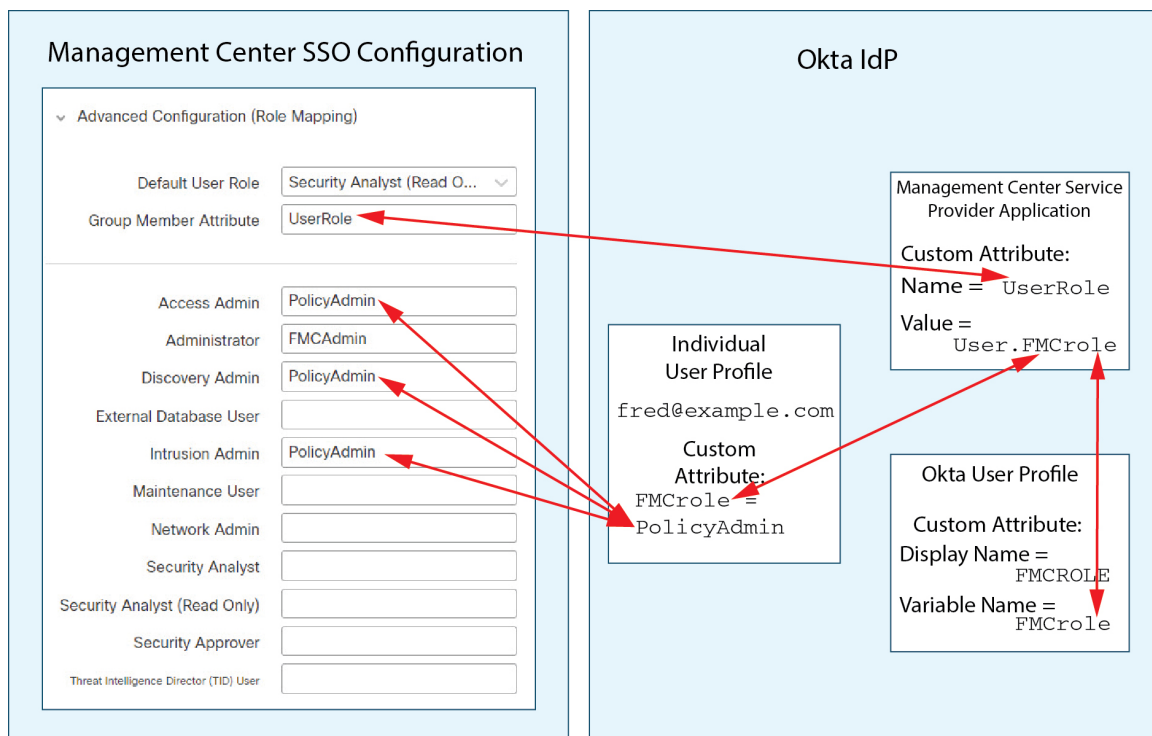 Management Center SSO Configuration
Advanced Configuration (Role Mapping)
Default User Role
Security Analyst (Read O...
Group Member Attribute
UserRole
Access Admin
PolicyAdmin
Administrator
FMCAdmin
Discovery Admin
PolicyAdmin
External Database User
Intrusion Admin
PolicyAdmin
Maintenance User
Network Admin
Security Analyst
Security Analyst (Read Only)
Security Approver
Threat Intelligence Director (TID) User
Okta IdP
Individual
User Profile
fred@example.com
Custom
Attribute:
FMCrole =
PolicyAdmin
Management Center Service
Provider Application
Custom Attribute:
Name = UserRole
Value =
User.FMCrole
Okta User Profile
Custom Attribute:
Display Name =
FMCROLE
Variable Name =
FMCrole